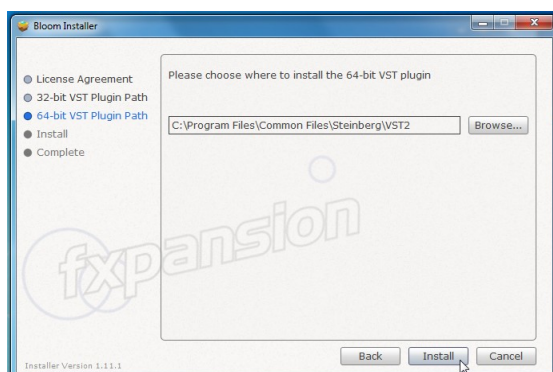 Bloom Installer
License Agreement
32-bit VST Plugin Path
64-bit VST Plugin Path
Install
Complete
Please choose where to install the 64-bit VST plugin
C:\Program Files\Common Files\Steinberg\VST2
Browse...
fxpansion
Installer Version 1.11.1
Back
Install
Cancel